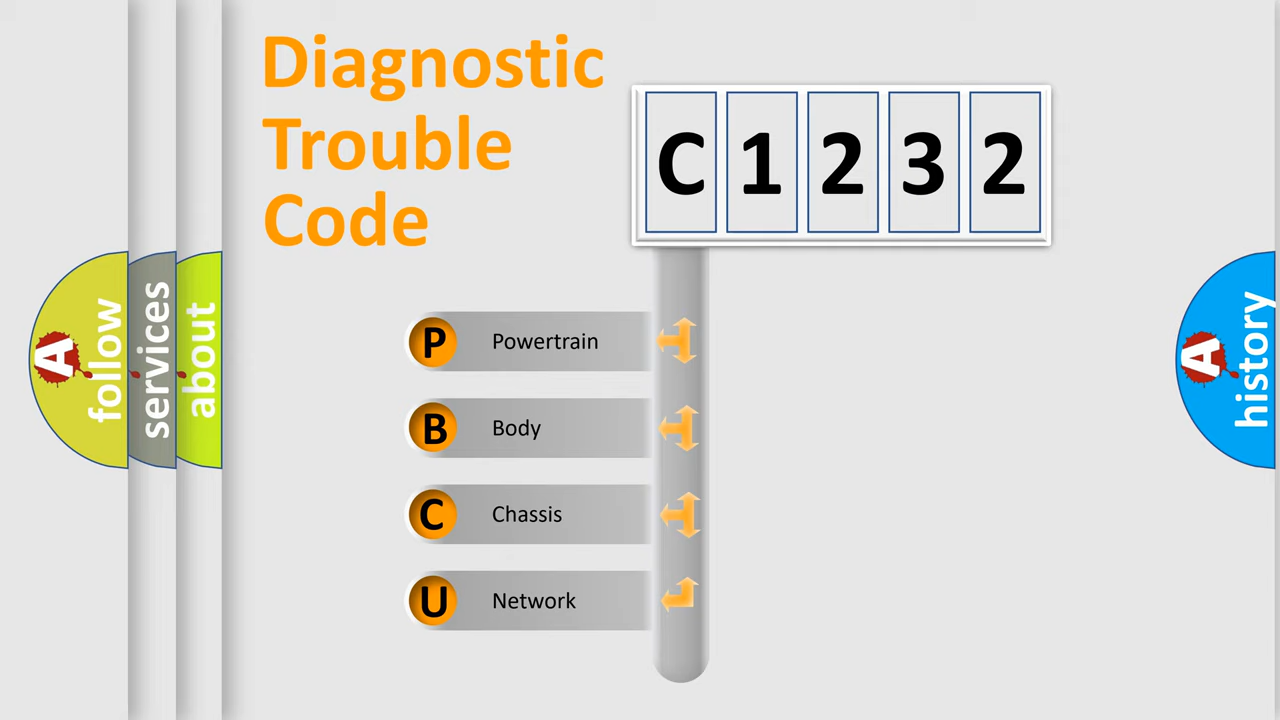 Diagnostic
Trouble
Code
C 1 2 3 2
P Powertrain
B Body
C Chassis
U Network
A follow
services
about
A history